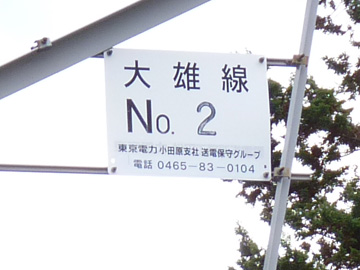 大雄線
No. 2
東京電力 小田原支社 送電保守グループ
電話 0465-83-0104